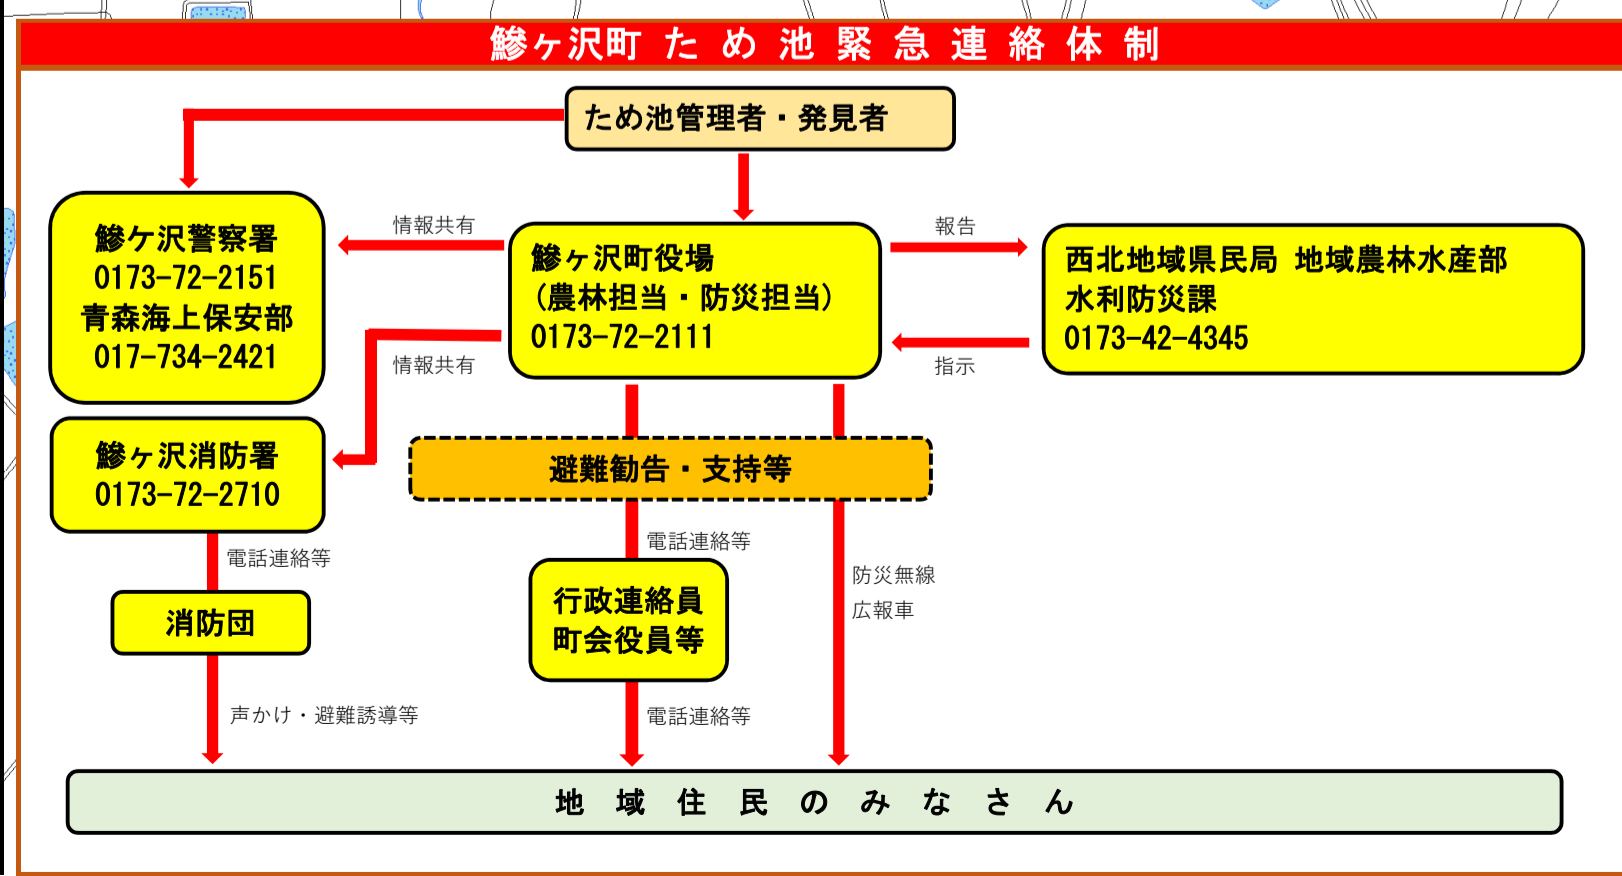 鰺ヶ沢町 ため池緊急連絡体制
ため池管理者・発見者
鰺ケ沢警察署
0173-72-2151
青森海上保安部
017-734-2421
情報共有
鰺ヶ沢町役場
(農林担当・防災担当)
0173-72-2111
報告
西北地域県民局 地域農林水産部
水利防災課
0173-42-4345
指示
情報共有
鰺ヶ沢消防署
0173-72-2710
避難勧告・支持等
電話連絡等
電話連絡等
防災無線
広報車
消防団
行政連絡員
町会役員等
声かけ・避難誘導等
電話連絡等
地域住民のみなさん